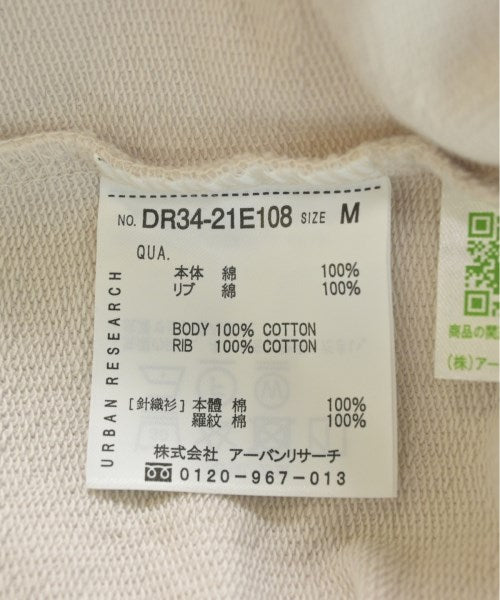 NO. DR34-21E108 SIZE M
QUA.
本体 綿 100%
リブ 綿 100%
BODY 100% COTTON
RIB 100% COTTON
[針織衫] 本體 棉 100%
羅紋 棉 100%
株式会社 アーバンリサーチ
0120-967-013
URBAN RESEARCH
商品の関
(株)アー